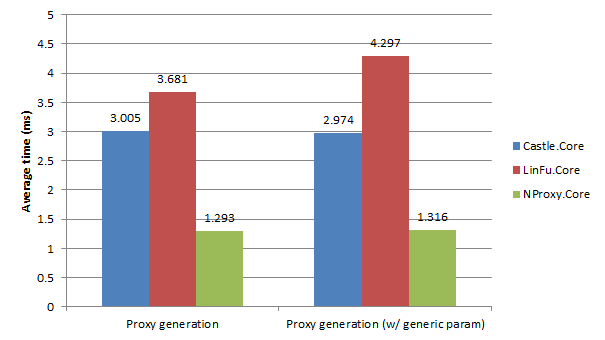 5
4.5
4
3.5
3
2.5
2
1.5
1
0.5
0
Average time (ms)
3.005
3.681
1.293
2.974
4.297
1.316
Proxy generation
Proxy generation (w/ generic param)
Castle.Core
LinFu.Core
NProxy.Core